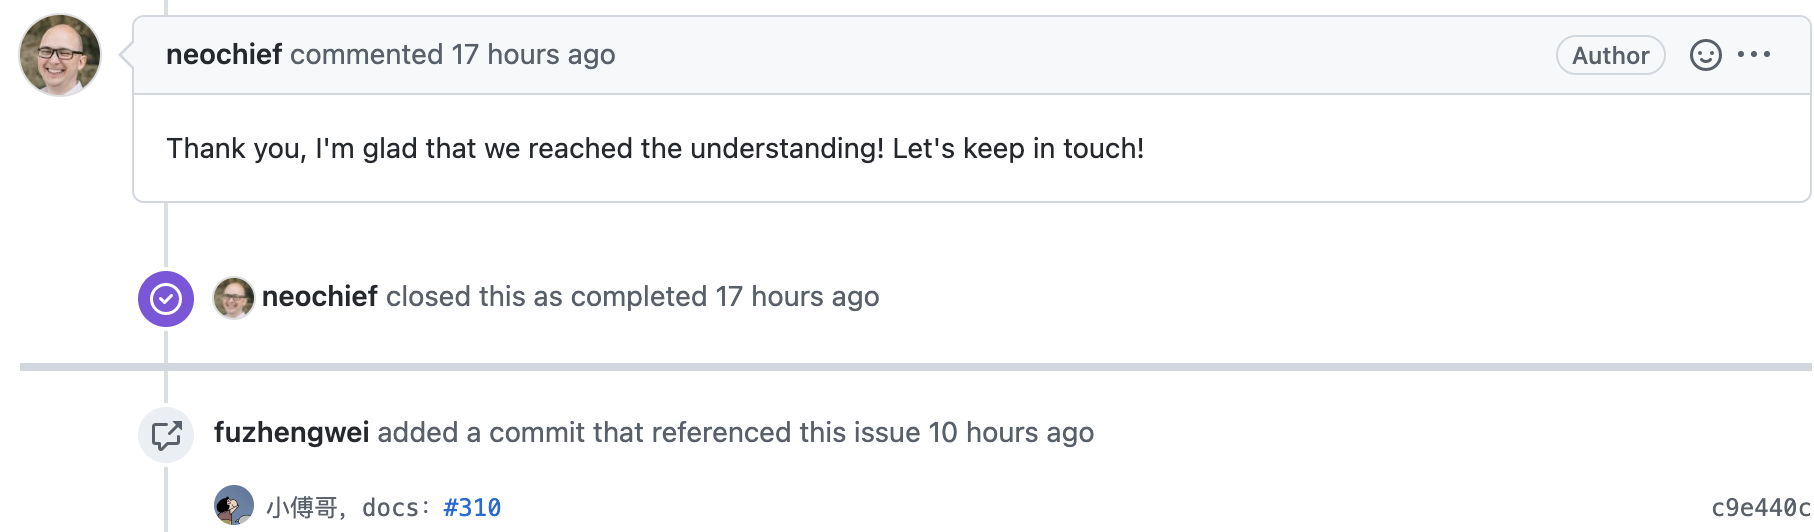 neochief commented 17 hours ago Author
Thank you, I'm glad that we reached the understanding! Let's keep in touch!
neochief closed this as completed 17 hours ago
fuzhengwei added a commit that referenced this issue 10 hours ago
小傅哥, docs: #310 c9e440c